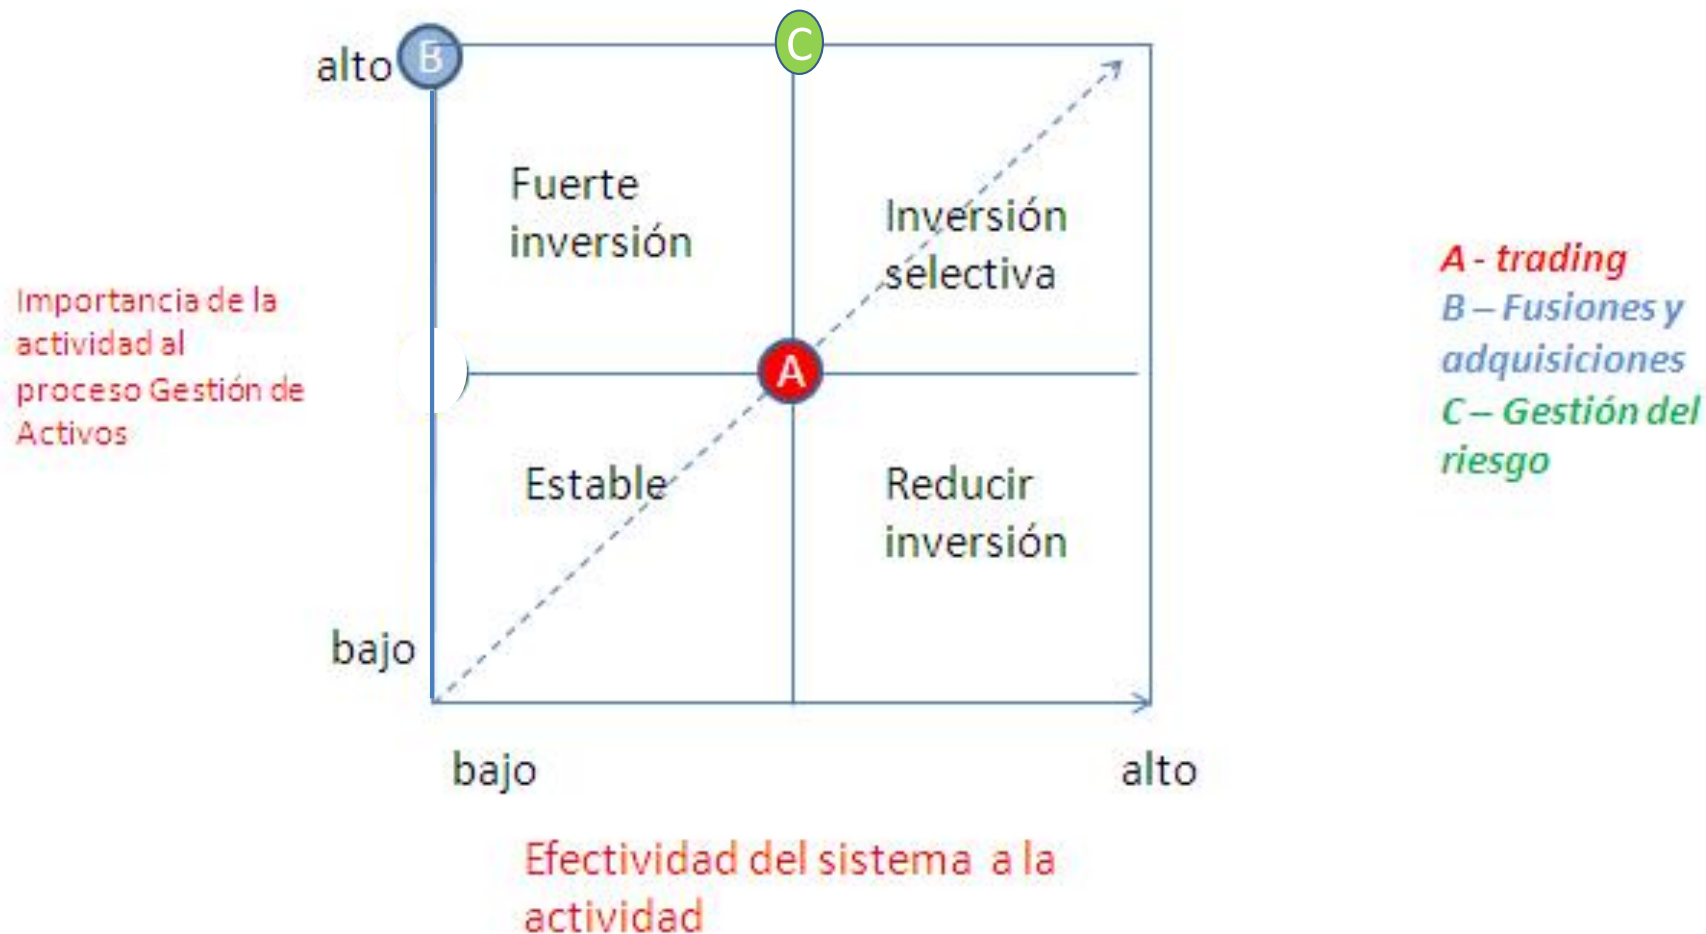 B
C
alto
Fuerte
inversión
Inversión
selectiva
A - trading
B – Fusiones y
adquisiciones
C – Gestión del
riesgo
Importancia de la
actividad al
proceso Gestión de
Activos
A
Estable
Reducir
inversión
bajo
bajo
alto
Efectividad del sistema a la
actividad